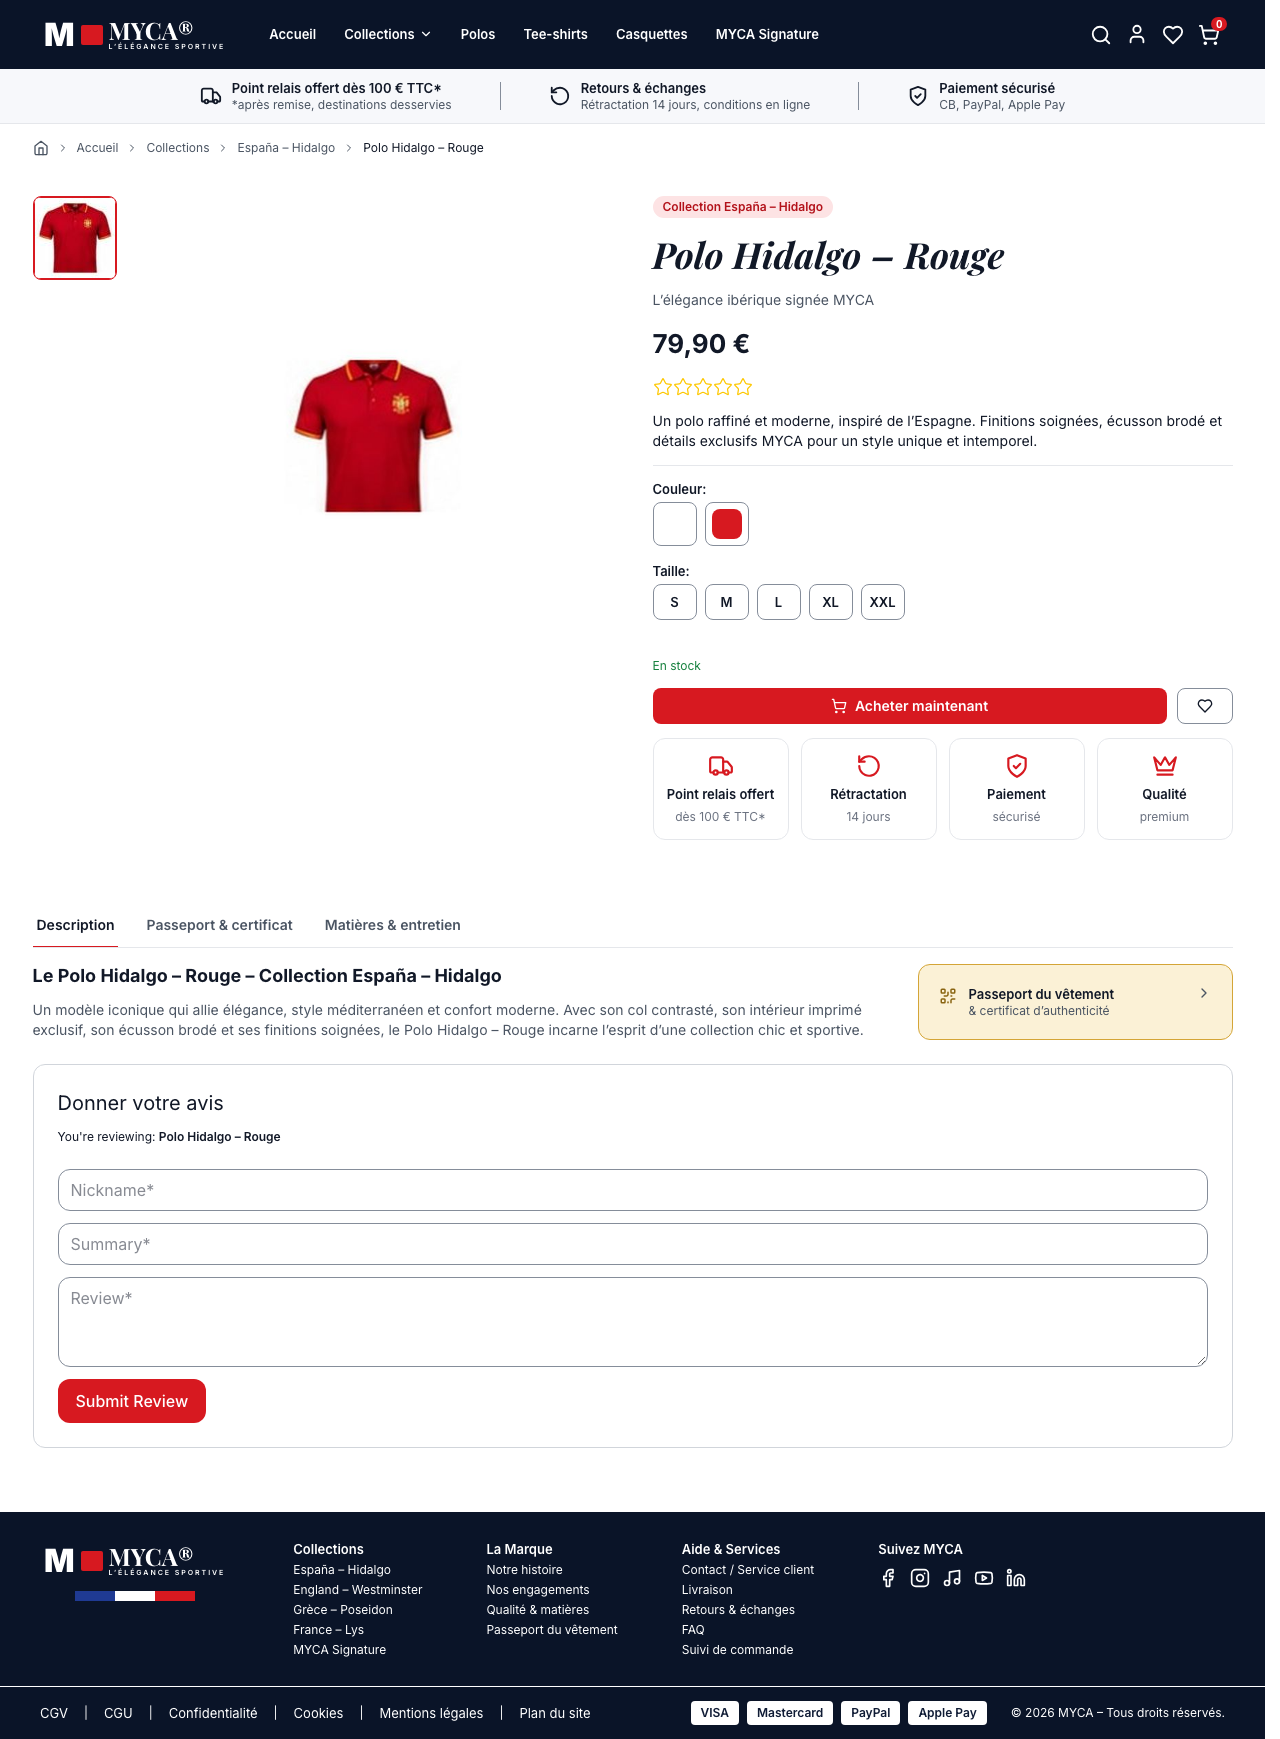 M MYCA®
L'ÉLÉGANCE SPORTIVE
Accueil
Collections
Polos
Tee-shirts
Casquettes
MYCA Signature
0
Point relais offert dès 100 € TTC*
*après remise, destinations desservies
Retours & échanges
Rétractation 14 jours, conditions en ligne
Paiement sécurisé
CB, PayPal, Apple Pay
Accueil
Collections
España – Hidalgo
Polo Hidalgo – Rouge
Collection España – Hidalgo
Polo Hidalgo – Rouge
L’élégance ibérique signée MYCA
79,90 €
Un polo raffiné et moderne, inspiré de l’Espagne. Finitions soignées, écusson brodé et
détails exclusifs MYCA pour un style unique et intemporel.
Couleur:
Taille:
S
M
L
XL
XXL
En stock
Acheter maintenant
Point relais offert
dès 100 € TTC*
Rétractation
14 jours
Paiement
sécurisé
Qualité
premium
Description
Passeport & certificat
Matières & entretien
Le Polo Hidalgo – Rouge – Collection España – Hidalgo
Un modèle iconique qui allie élégance, style méditerranéen et confort moderne. Avec son col contrasté, son intérieur imprimé
exclusif, son écusson brodé et ses finitions soignées, le Polo Hidalgo – Rouge incarne l’esprit d’une collection chic et sportive.
Passeport du vêtement
& certificat d’authenticité
Donner votre avis
You're reviewing: Polo Hidalgo – Rouge
Nickname*
Summary*
Review*
Submit Review
M MYCA®
L'ÉLÉGANCE SPORTIVE
Collections
España – Hidalgo
England – Westminster
Grèce – Poseidon
France – Lys
MYCA Signature
La Marque
Notre histoire
Nos engagements
Qualité & matières
Passeport du vêtement
Aide & Services
Contact / Service client
Livraison
Retours & échanges
FAQ
Suivi de commande
Suivez MYCA
CGV | CGU | Confidentialité | Cookies | Mentions légales | Plan du site
VISA
Mastercard
PayPal
Apple Pay
© 2026 MYCA – Tous droits réservés.